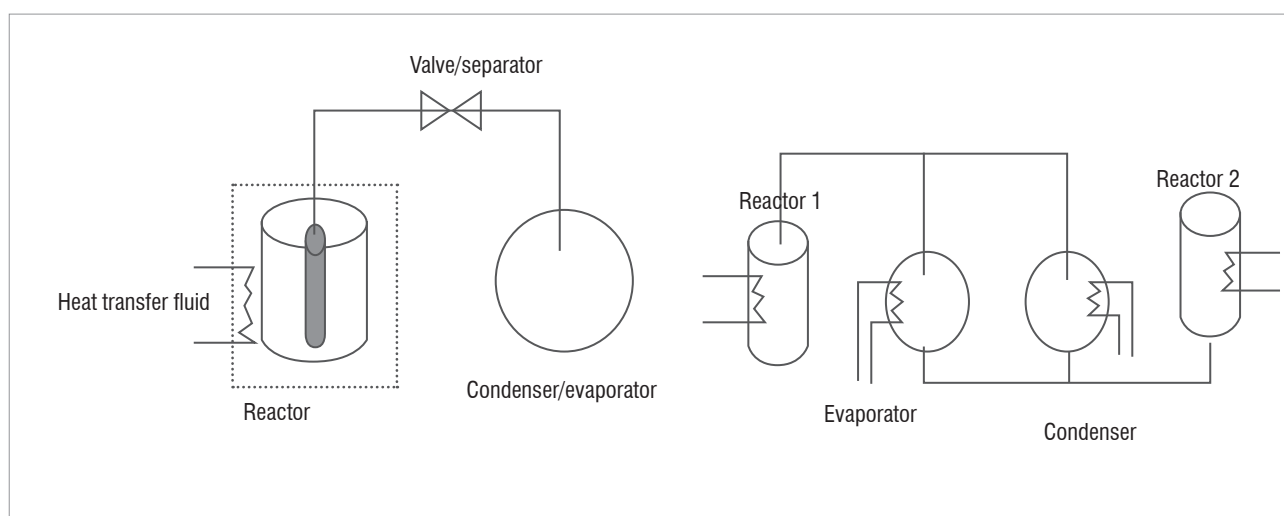 Valve/separator
Heat transfer fluid
Condenser/evaporator
Reactor
Reactor 1
Reactor 2
Evaporator
Condenser